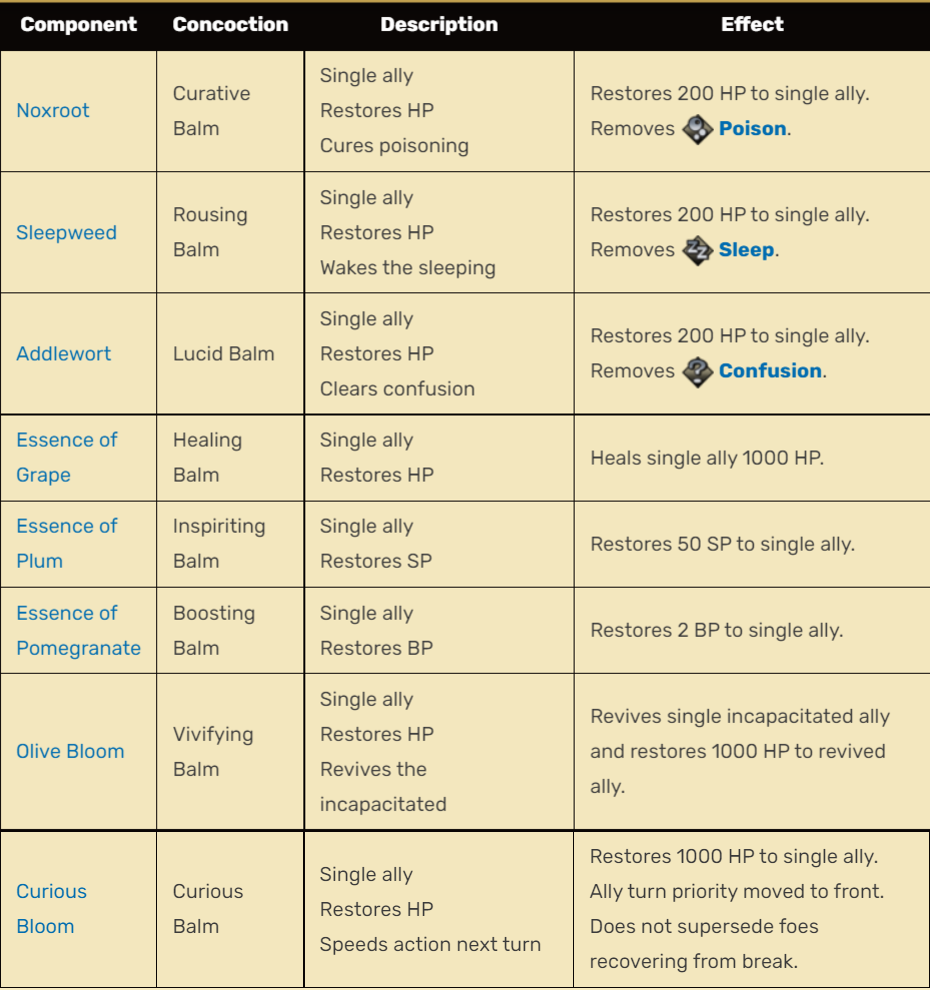 Component Concoction Description Effect
Noxroot
Curative
Balm
Single ally
Restores HP
Cures poisoning
Restores 200 HP to single ally.
Removes Poison.
Sleepweed
Rousing
Balm
Single ally
Restores HP
Wakes the sleeping
Restores 200 HP to single ally.
Removes Sleep.
Addlewort
Lucid Balm
Single ally
Restores HP
Clears confusion
Restores 200 HP to single ally.
Removes Confusion.
Essence of
Grape
Healing
Balm
Single ally
Restores HP
Heals single ally 1000 HP.
Essence of
Plum
Inspiriting
Balm
Single ally
Restores SP
Restores 50 SP to single ally.
Essence of
Pomegranate
Boosting
Balm
Single ally
Restores BP
Restores 2 BP to single ally.
Olive Bloom
Vivifying
Balm
Single ally
Restores HP
Revives the
incapacitated
Revives single incapacitated ally
and restores 1000 HP to revived
ally.
Curious
Bloom
Curious
Balm
Single ally
Restores HP
Speeds action next turn
Restores 1000 HP to single ally.
Ally turn priority moved to front.
Does not supersede foes
recovering from break.